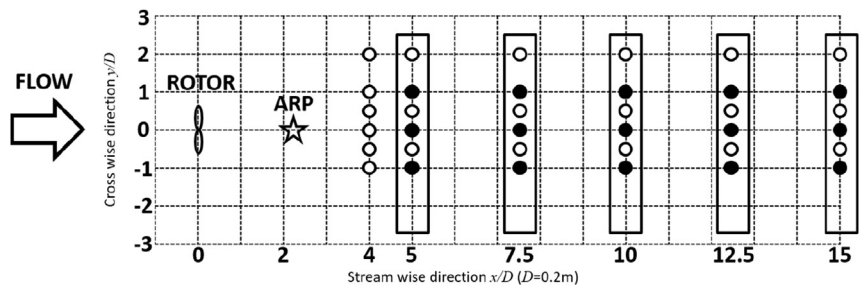 FLOW
ROTOR
ARP
Cross wise direction y/D
3
2
1
0
-1
-2
-3
0 2 4 5 7.5 10 12.5 15
Stream wise direction x/D (D=0.2m)